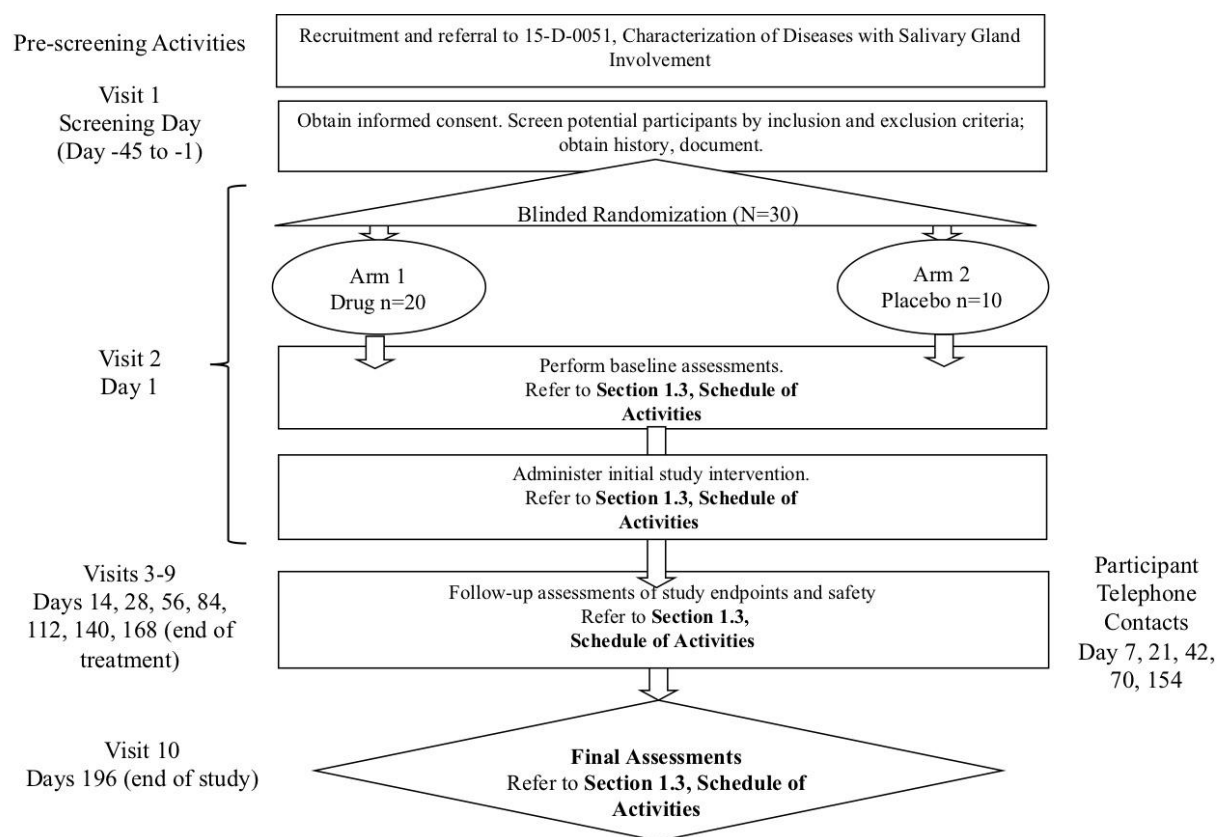 Pre-screening Activities
Recruitment and referral to 15-D-0051, Characterization of Diseases with Salivary Gland
Involvement
Visit 1
Screening Day
(Day -45 to -1)
Obtain informed consent. Screen potential participants by inclusion and exclusion criteria;
obtain history, document.
Blinded Randomization (N=30)
Arm 1
Drug n=20
Arm 2
Placebo n=10
Visit 2
Day 1
Perform baseline assessments.
Refer to Section 1.3, Schedule of
Activities
Administer initial study intervention.
Refer to Section 1.3, Schedule of
Activities
Visits 3-9
Days 14, 28, 56, 84,
112, 140, 168 (end of
treatment)
Follow-up assessments of study endpoints and safety
Refer to Section 1.3,
Schedule of Activities
Participant
Telephone
Contacts
Day 7, 21, 42,
70, 154
Visit 10
Days 196 (end of study)
Final Assessments
Refer to Section 1.3, Schedule of
Activities